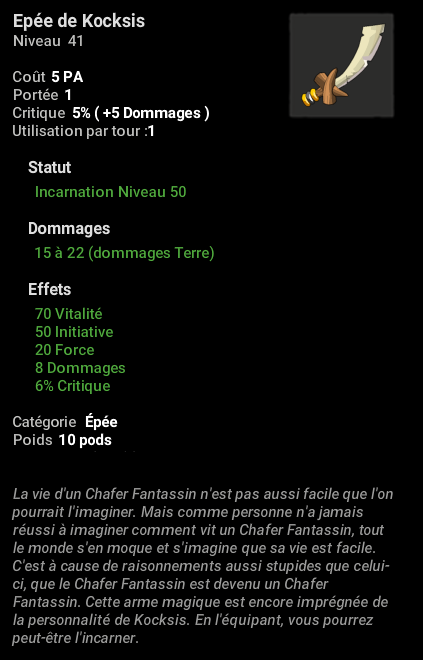 Epée de Kocksis
Niveau 41
Coût 5 PA
Portée 1
Critique 5% ( +5 Dommages )
Utilisation par tour :1
Statut
Incarnation Niveau 50
Dommages
15 à 22 (dommages Terre)
Effets
70 Vitalité
50 Initiative
20 Force
8 Dommages
6% Critique
Catégorie Épée
Poids 10 pods
La vie d'un Chafer Fantassin n'est pas aussi facile que l'on
pourrait l'imaginer. Mais comme personne n'a jamais
réussi à imaginer comment vit un Chafer Fantassin, tout
le monde s'en moque et s'imagine que sa vie est facile.
C'est à cause de raisonnements aussi stupides que celui-
ci, que le Chafer Fantassin est devenu un Chafer
Fantassin. Cette arme magique est encore imprégnée de
la personnalité de Kocksis. En l'équipant, vous pourrez
peut-être l'incarner.